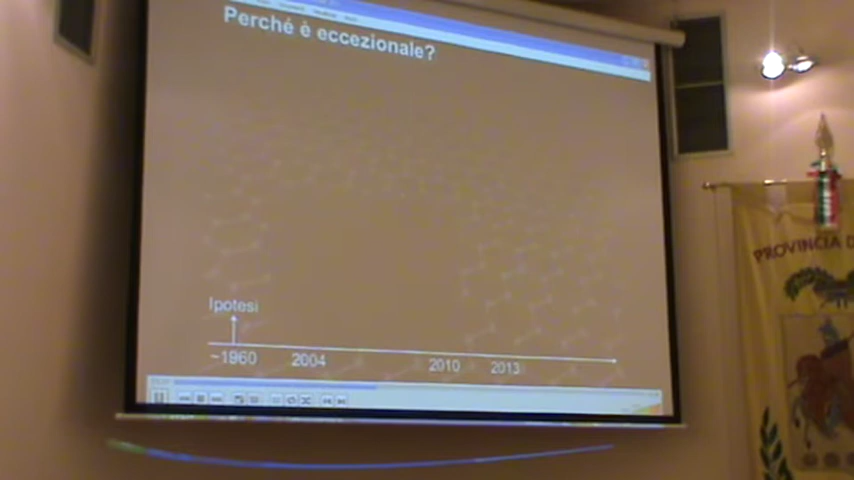 Perché è eccezionale?
Ipotesi
~1960 2004 2010 2013
PROVINCIA D